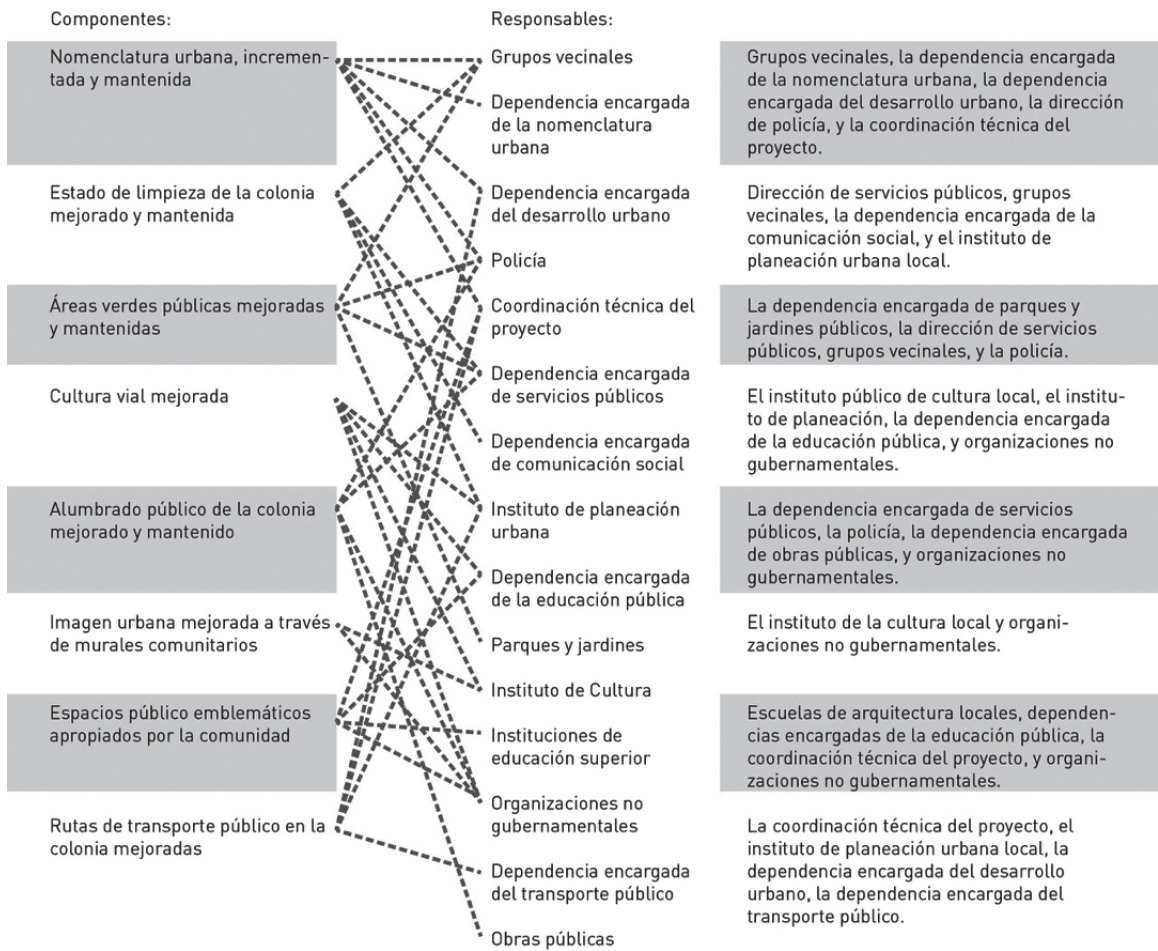 Componentes:
Nomenclatura urbana, incremen-
tada y mantenida
Estado de limpieza de la colonia
mejorado y mantenida
Áreas verdes públicas mejoradas
y mantenidas
Cultura vial mejorada
Alumbrado público de la colonia
mejorado y mantenido
Imagen urbana mejorada a través
de murales comunitarios
Espacios público emblemáticos
apropiados por la comunidad
Rutas de transporte público en la
colonia mejoradas
Responsables:
Grupos vecinales
Dependencia encargada
de la nomenclatura
urbana
Dependencia encargada
del desarrollo urbano
Policía
Coordinación técnica del
proyecto
Dependencia encargada
de servicios públicos
Dependencia encargada
de comunicación social
Instituto de planeación
urbana
Dependencia encargada
de la educación pública
Parques y jardines
Instituto de Cultura
Instituciones de
educación superior
Organizaciones no
gubernamentales
Dependencia encargada
del transporte público
Obras públicas
Grupos vecinales, la dependencia encargada
de la nomenclatura urbana, la dependencia
encargada del desarrollo urbano, la dirección
de policía, y la coordinación técnica del
proyecto.
Dirección de servicios públicos, grupos
vecinales, la dependencia encargada de la
comunicación social, y el instituto de
planeación urbana local.
La dependencia encargada de parques y
jardines públicos, la dirección de servicios
públicos, grupos vecinales, y la policía.
El instituto público de cultura local, el institu-
to de planeación, la dependencia encargada
de la educación pública, y organizaciones no
gubernamentales.
La dependencia encargada de servicios
públicos, la policía, la dependencia encargada
de obras públicas, y organizaciones no
gubernamentales.
El instituto de la cultura local y organi-
zaciones no gubernamentales.
Escuelas de arquitectura locales, dependen-
cias encargadas de la educación pública, la
coordinación técnica del proyecto, y organi-
zaciones no gubernamentales.
La coordinación técnica del proyecto, el
instituto de planeación urbana local, la
dependencia encargada del desarrollo
urbano, la dependencia encargada del
transporte público.